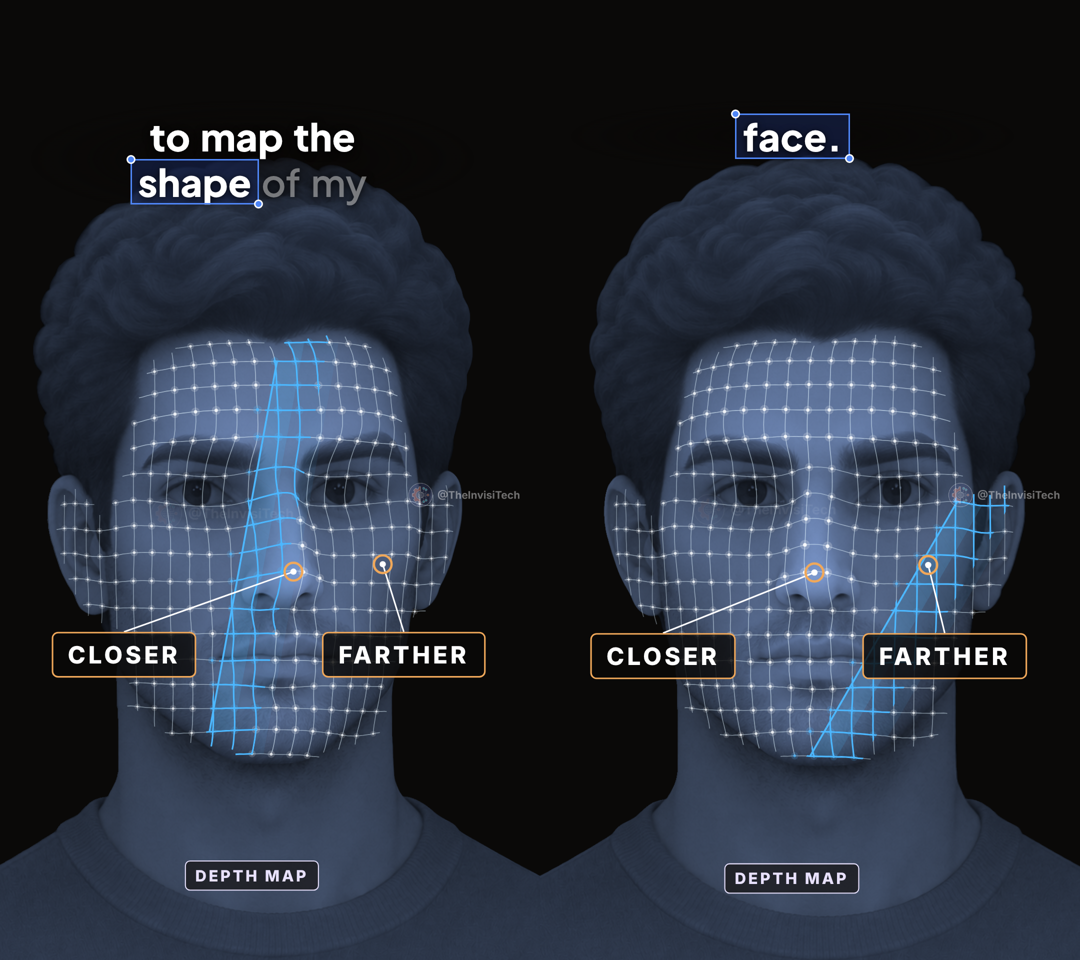 to map the
shape of my
@TheInvisiTech
CLOSER
FARTHER
DEPTH MAP
face.
@TheInvisiTech
CLOSER
FARTHER
DEPTH MAP